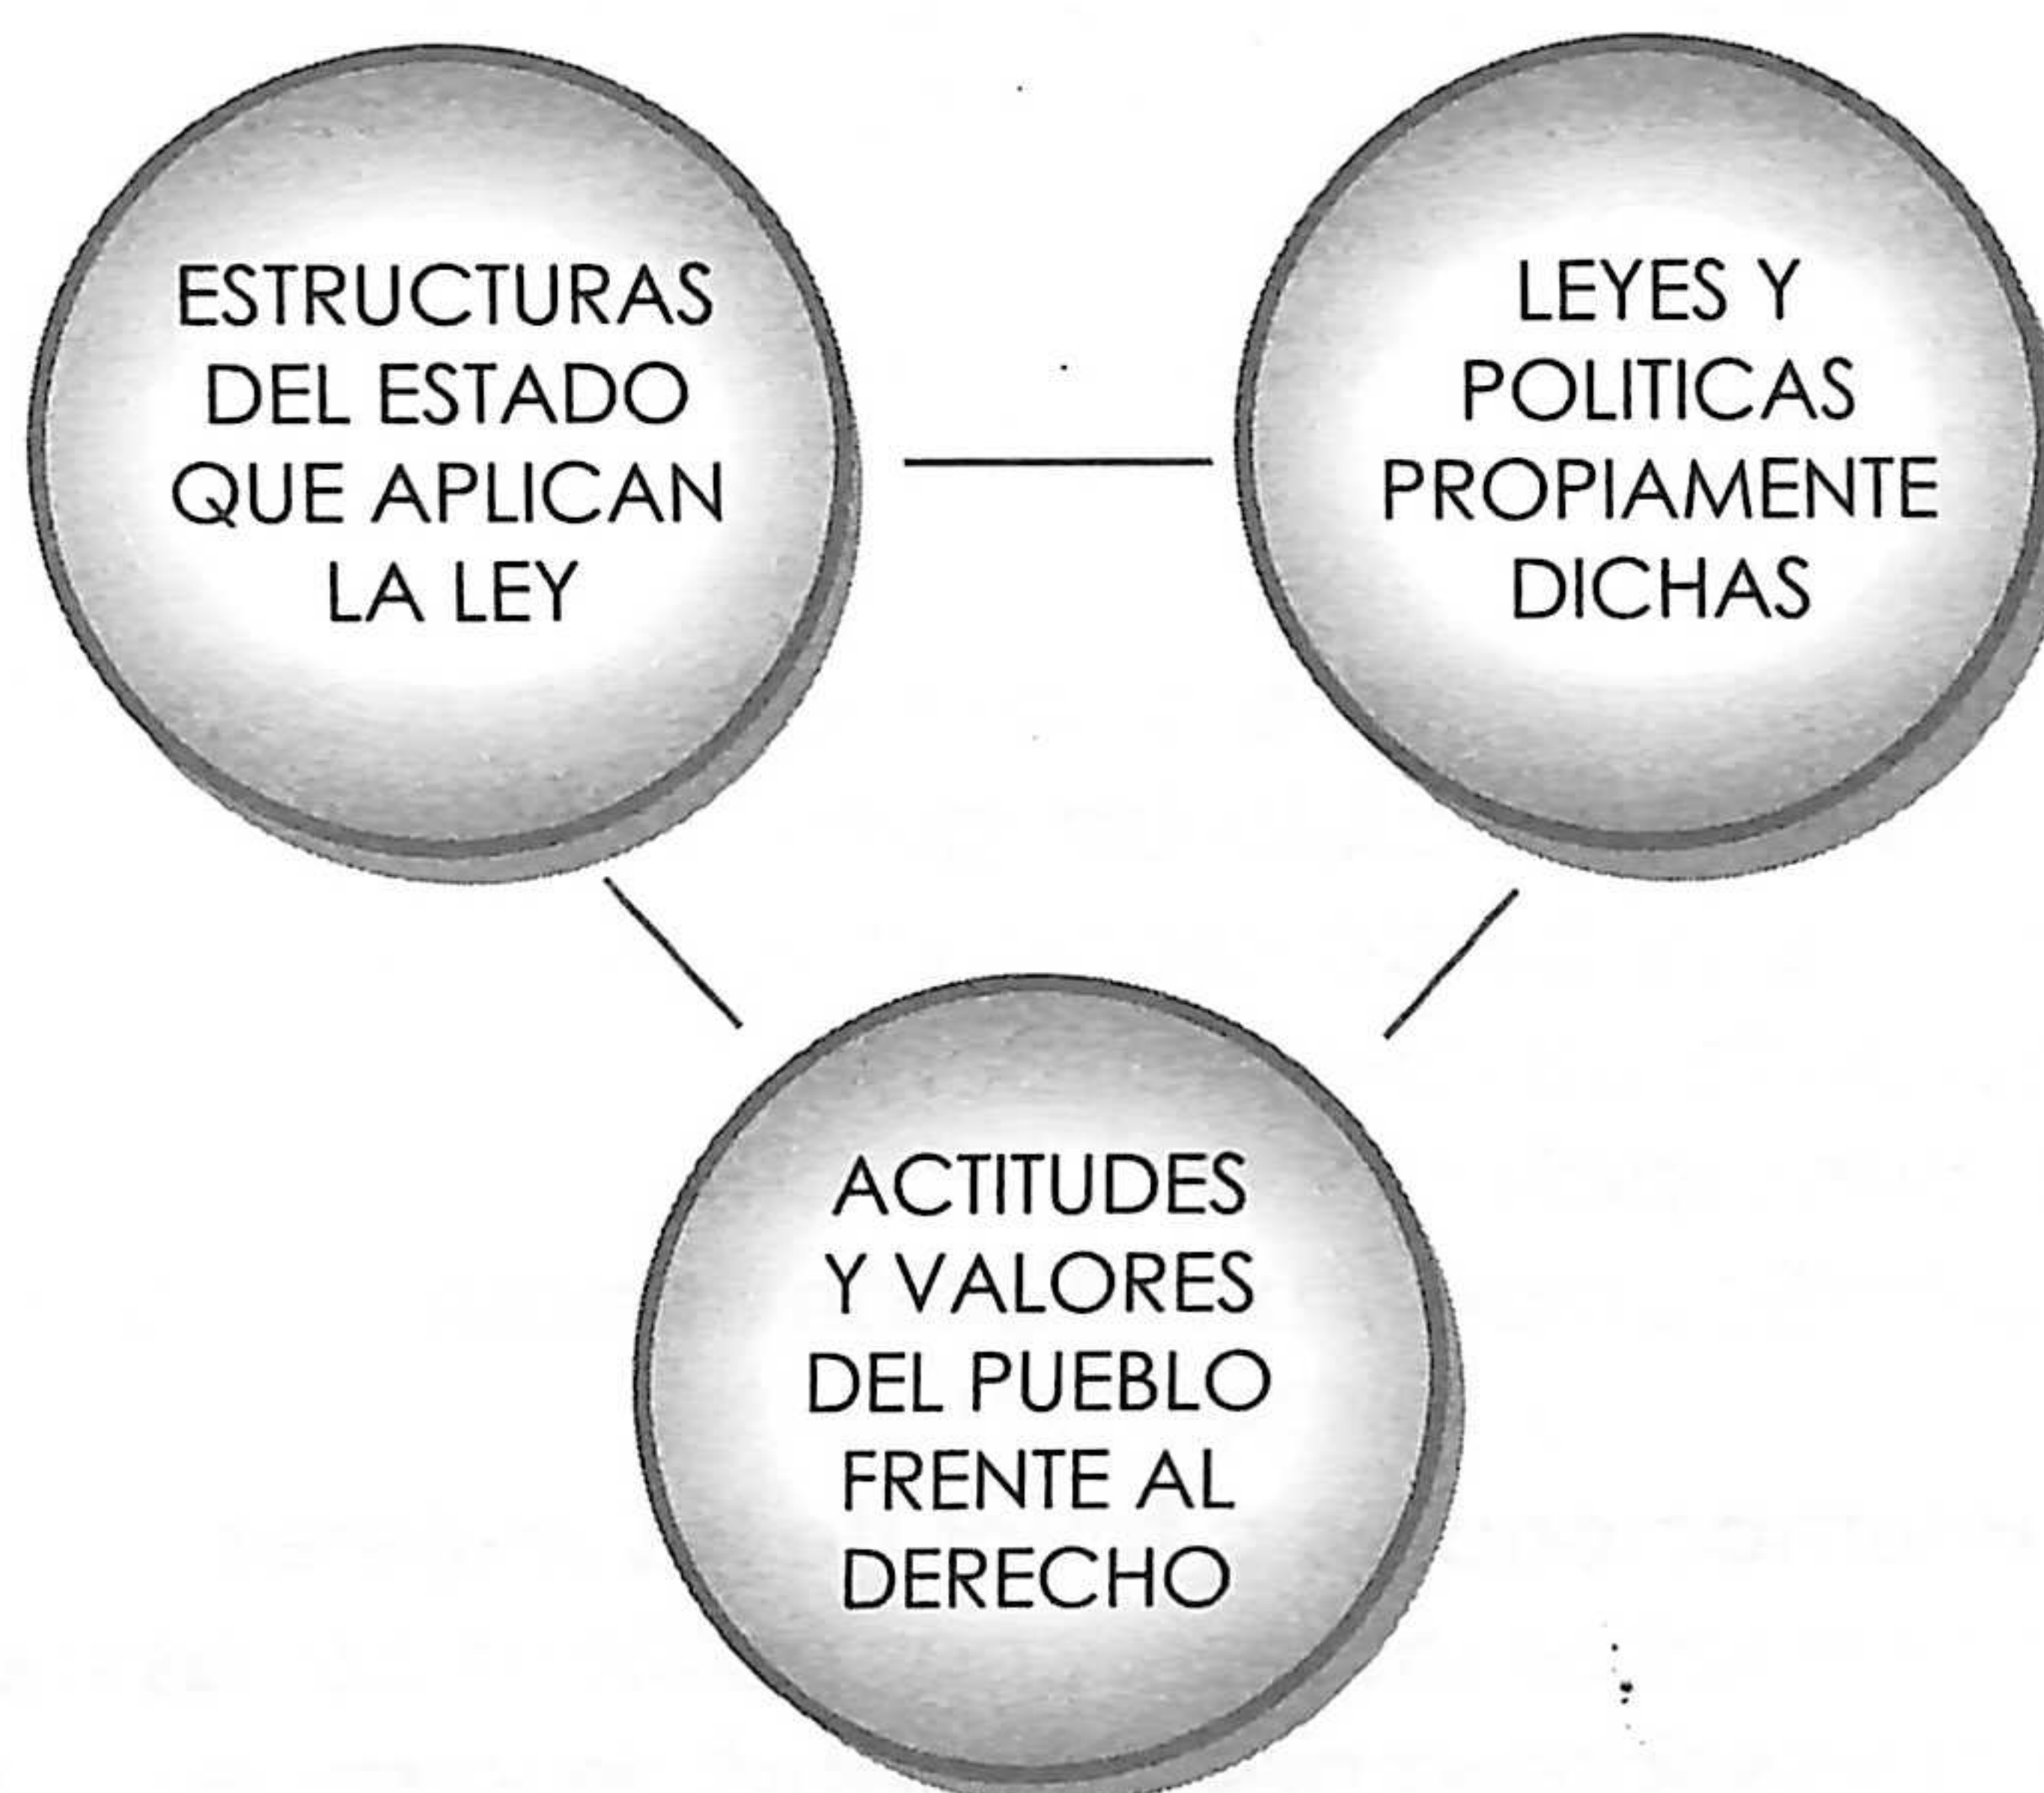 ESTRUCTURAS
DEL ESTADO
QUE APLICAN
LA LEY
LEYES Y
POLITICAS
PROPIAMENTE
DICHAS
ACTITUDES
Y VALORES
DEL PUEBLO
FRENTE AL
DERECHO